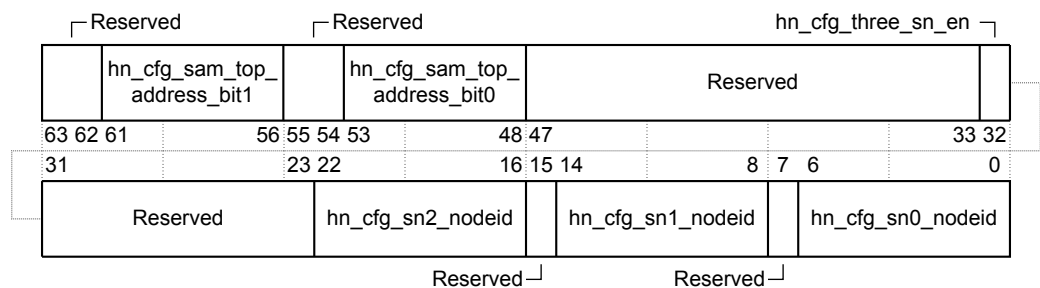 Reserved Reserved hn_cfg_three_sn_en
hn_cfg_sam_top_
address_bit1
hn_cfg_sam_top_
address_bit0
Reserved
63 62 61 56 55 54 53 48 47 33 32
31 23 22 16 15 14 8 7 6 0
Reserved hn_cfg_sn2_nodeid hn_cfg_sn1_nodeid hn_cfg_sn0_nodeid
Reserved Reserved